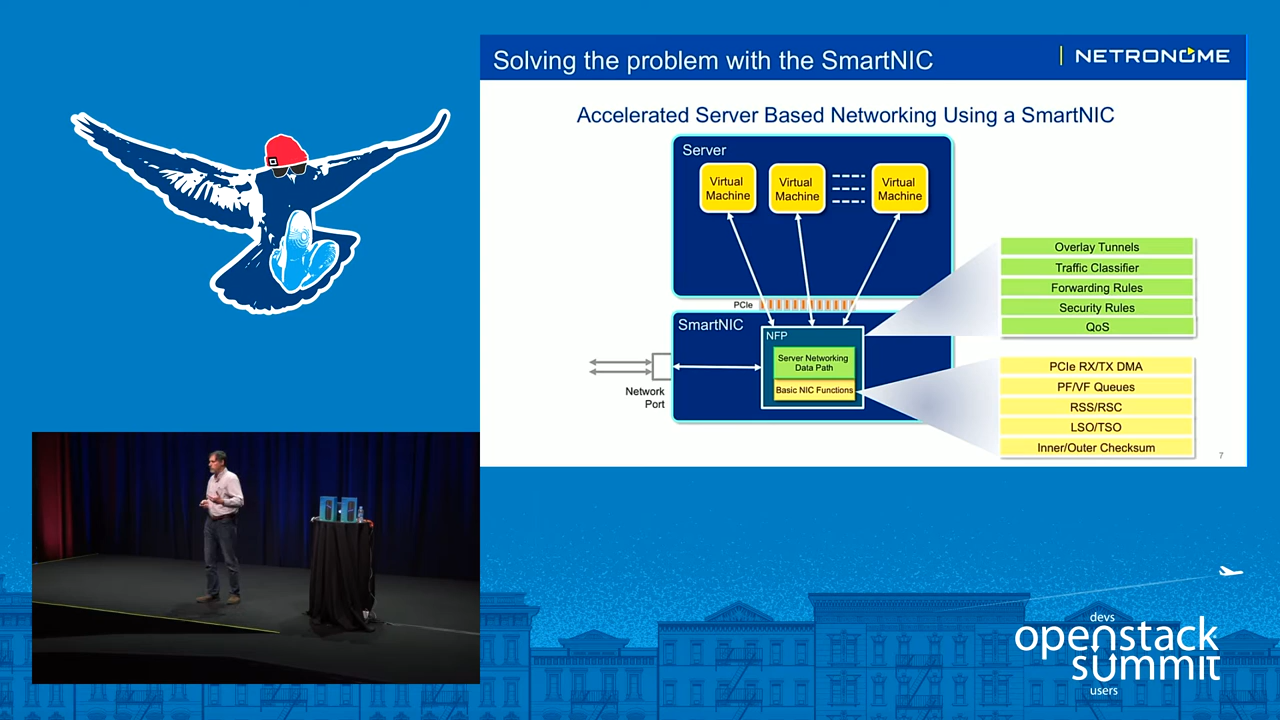 Solving the problem with the SmartNIC
NETRONOME
Accelerated Server Based Networking Using a SmartNIC
Server
Virtual
Machine
Virtual
Machine
Virtual
Machine
PCIe
SmartNIC
NFP
Server Networking
Data Path
Basic NIC Functions
Network
Port
Overlay Tunnels
Traffic Classifier
Forwarding Rules
Security Rules
QoS
PCIe RX/TX DMA
PF/VF Queues
RSS/RSC
LSO/TSO
Inner/Outer Checksum
7
devs
openstack
summit
users